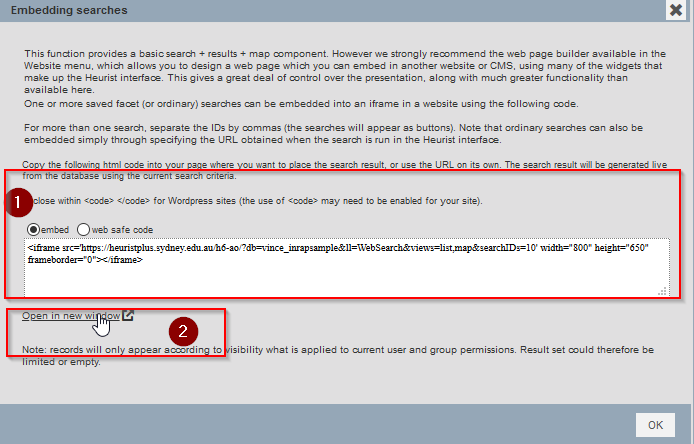 Embedding searches
This function provides a basic search + results + map component. However we strongly recommend the web page builder available in the
Website menu, which allows you to design a web page which you can embed in another website or CMS, using many of the widgets that
make up the Heurist interface. This gives a great deal of control over the presentation, along with much greater functionality than
available here.
One or more saved facet (or ordinary) searches can be embedded into an iframe in a website using the following code.
For more than one search, separate the IDs by commas (the searches will appear as buttons). Note that ordinary searches can also be
embedded simply through specifying the URL obtained when the search is run in the Heurist interface.
Copy the following html code into your page where you want to place the search result, or use the URL on its own. The search result will be generated live
from the database using the current search criteria.
1
close within <code> </code> for Wordpress sites (the use of <code> may need to be enabled for your site).
embed web safe code
<iframe src='https://heuristplus.sydney.edu.au/h6-ao/?db=vince_inrapsample&ll=WebSearch&views=list,map&searchIDs=10' width="800" height="650"
frameborder="0"></iframe>
Open in new window
2
Note: records will only appear according to visibility what is applied to current user and group permissions. Result set could therefore be
limited or empty.
OK